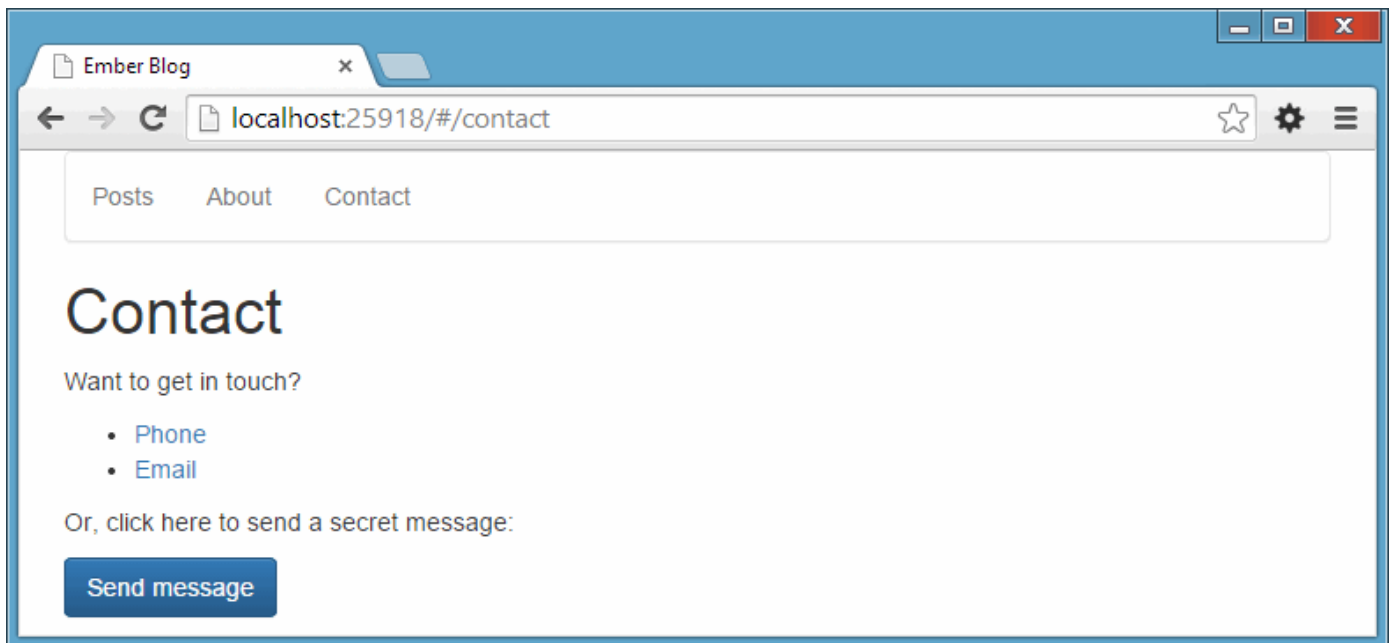 Ember Blog
localhost:25918/#/contact
Posts About Contact
Contact
Want to get in touch?
• Phone
• Email
Or, click here to send a secret message:
Send message